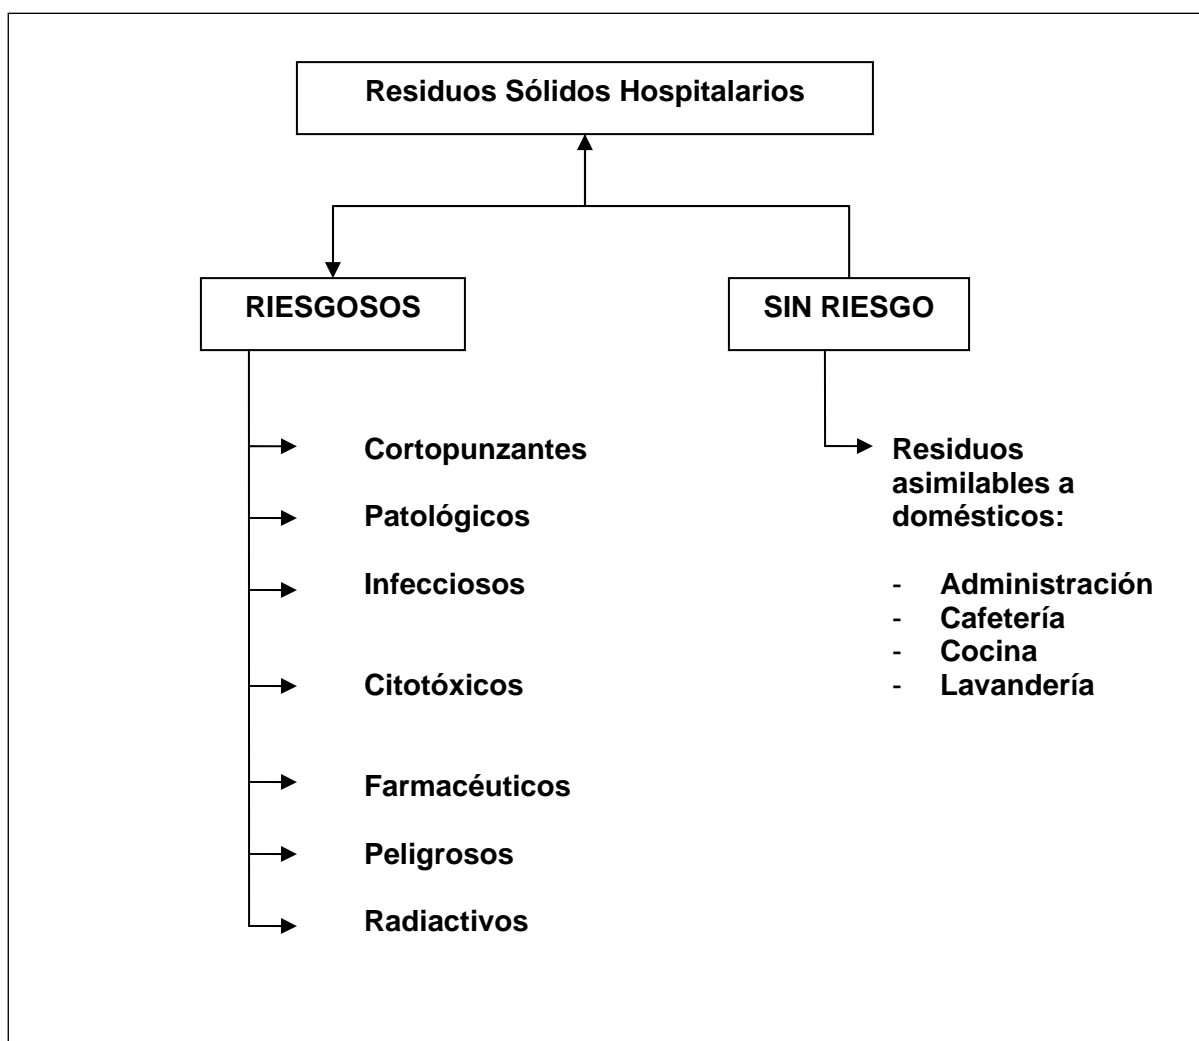 Residuos Sólidos Hospitalarios
RIESGOSOS
SIN RIESGO
Cortopunzantes
Patológicos
Infecciosos
Citotóxicos
Farmacéuticos
Peligrosos
Radiactivos
Residuos
asimilables a
domésticos:
- Administración
- Cafetería
- Cocina
- Lavandería